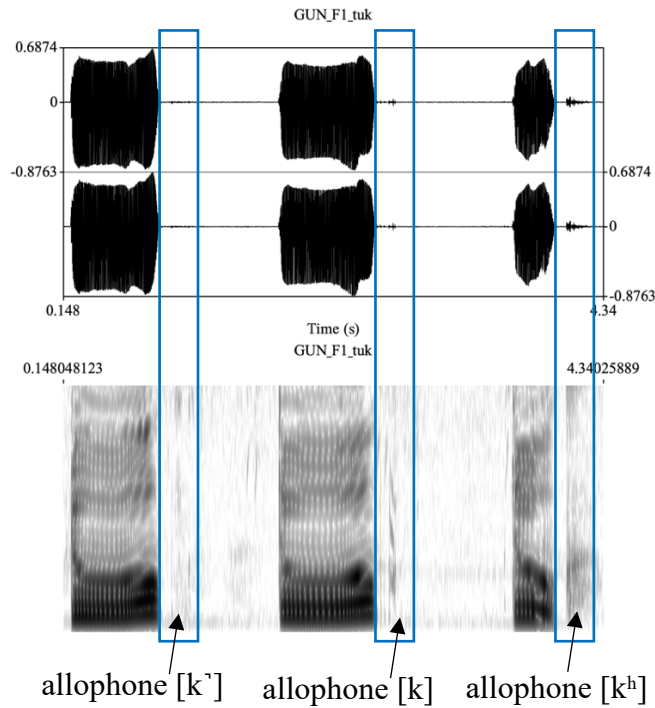 GUN_F1_tuk
0.6874
0
-0.8763 0.6874
0
-0.8763
0.148 4.34
Time (s)
GUN_F1_tuk
0.148048123 4.34025889
allophone [k̚] allophone [k] allophone [kʰ]